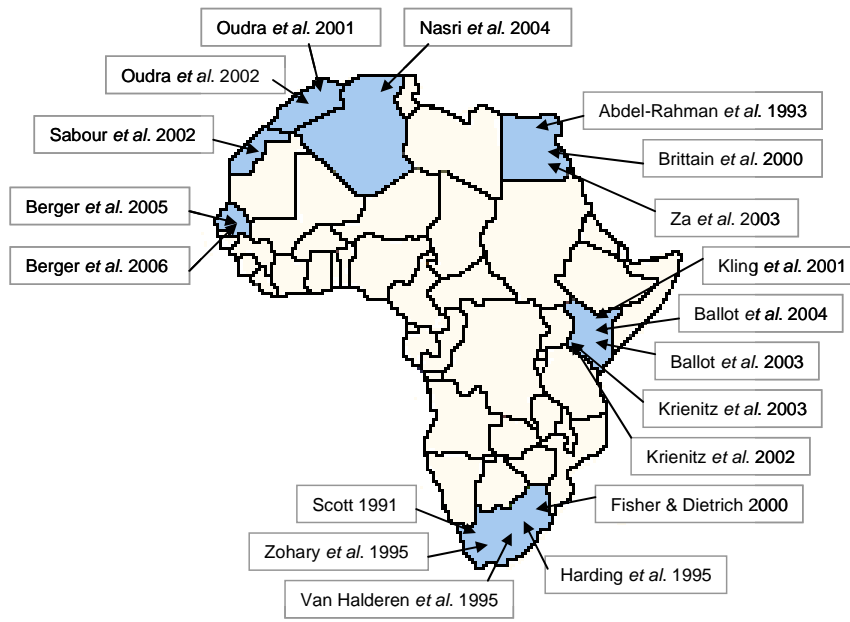 Oudra et al. 2001
Nasri et al. 2004
Oudra et al. 2002
Abdel-Rahman et al. 1993
Sabour et al. 2002
Brittain et al. 2000
Berger et al. 2005
Za et al. 2003
Berger et al. 2006
Kling et al. 2001
Ballot et al. 2004
Ballot et al. 2003
Krienitz et al. 2003
Krienitz et al. 2002
Scott 1991
Fisher & Dietrich 2000
Zohary et al. 1995
Harding et al. 1995
Van Halderen et al. 1995